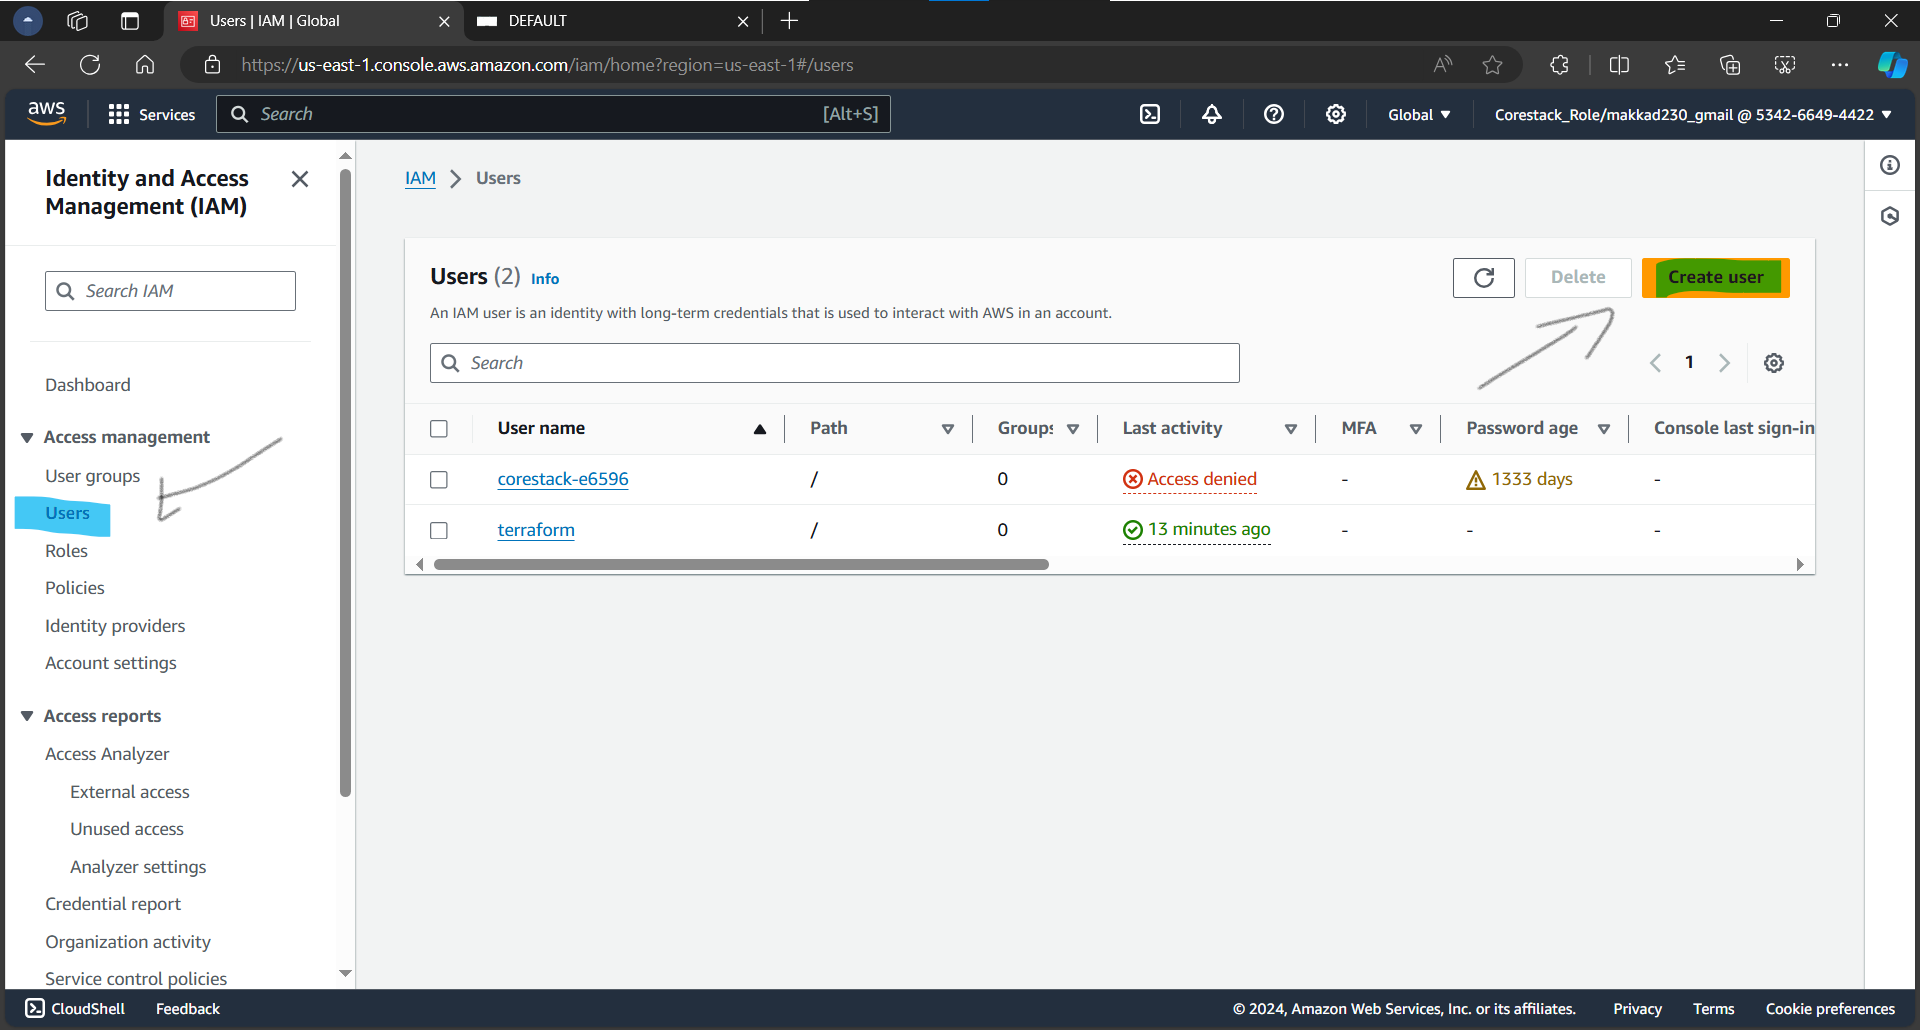 Users | IAM | Global
DEFAULT
https://us-east-1.console.aws.amazon.com/iam/home?region=us-east-1#/users
aws
Services
Search
[Alt+S]
Global
Corestack_Role/makkad230_gmail @ 5342-6649-4422
Identity and Access
Management (IAM)
Search IAM
Dashboard
Access management
User groups
Users
Roles
Policies
Identity providers
Account settings
Access reports
Access Analyzer
External access
Unused access
Analyzer settings
Credential report
Organization activity
Service control policies
IAM > Users
Users (2) Info
Delete
Create user
An IAM user is an identity with long-term credentials that is used to interact with AWS in an account.
Search
1
User name Path Groups Last activity MFA Password age Console last sign-in
corestack-e6596 / 0 Access denied - 1333 days -
terraform / 0 13 minutes ago - - -
CloudShell Feedback
© 2024, Amazon Web Services, Inc. or its affiliates. Privacy Terms Cookie preferences